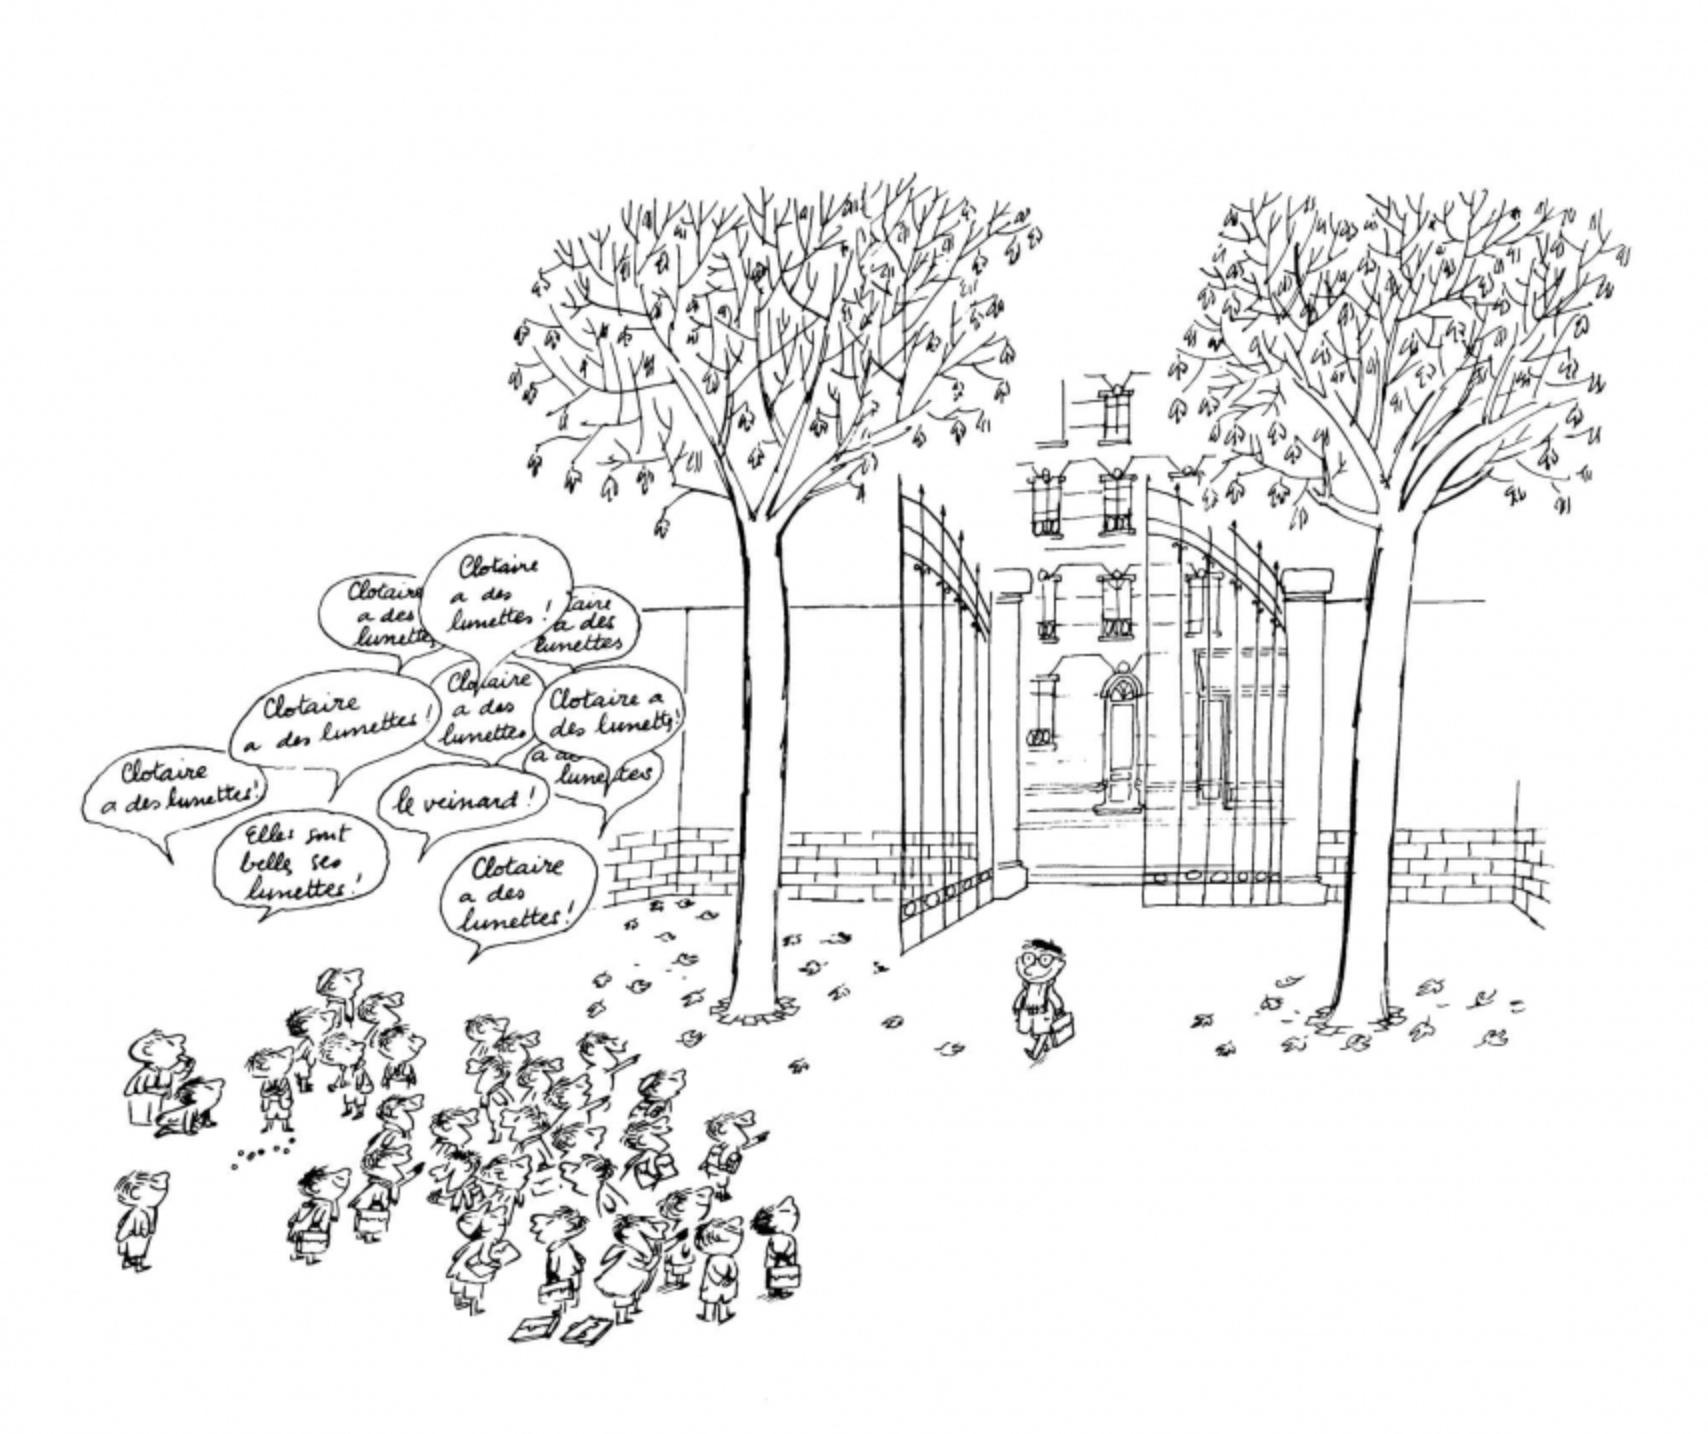 Clotaire
a des
lunettes !
Clotaire
a des
lunettes
taire
a des
lunettes
Clotaire
a des lunettes !
Clotaire
a des
lunettes
Clotaire a
des lunettes !
a des
lunettes
Clotaire
a des lunettes !
le veinard !
Elles sont
belles ses
lunettes !
Clotaire
a des
lunettes !